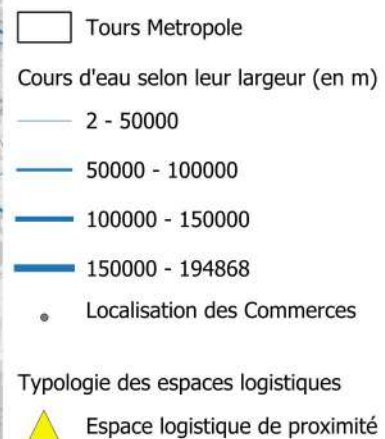 Tours Metropole
Cours d'eau selon leur largeur (en m)
2 - 50000
50000 - 100000
100000 - 150000
150000 - 194868
Localisation des Commerces
Typologie des espaces logistiques
Espace logistique de proximité